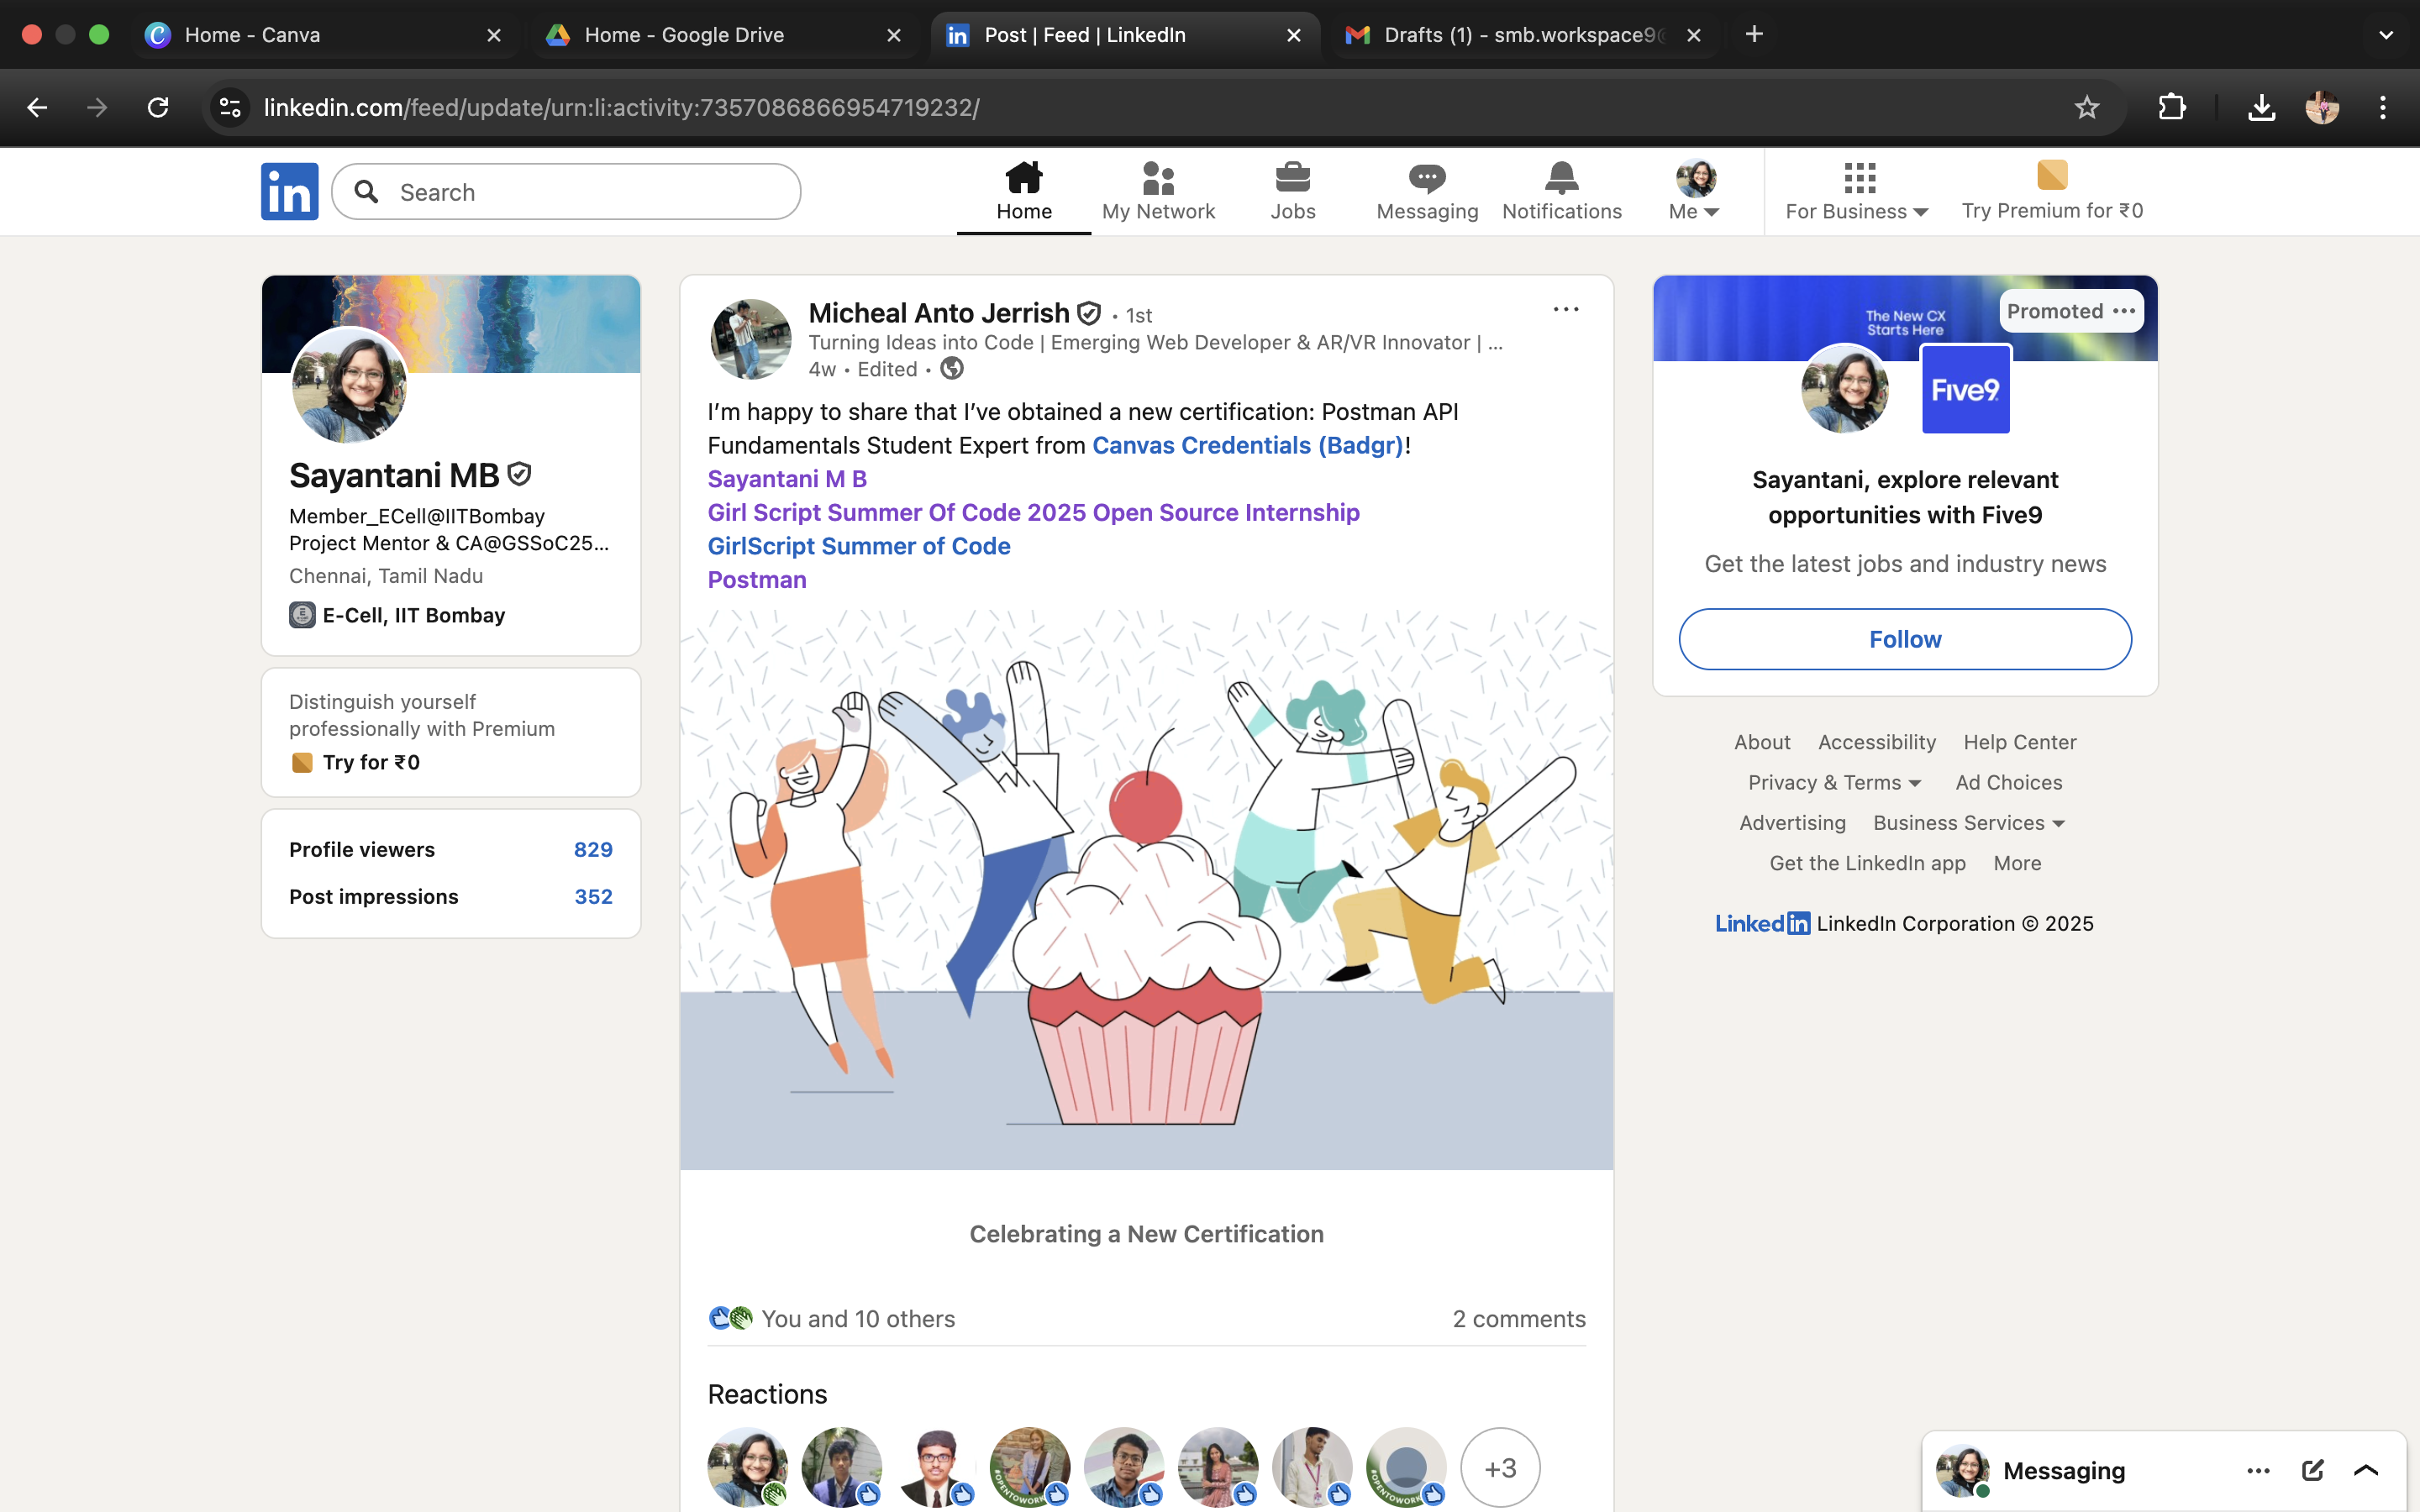 Home - Canva
Home - Google Drive
Post | Feed | LinkedIn
Drafts (1) - smb.workspace9@
linkedin.com/feed/update/urn:li:activity:7357086866954719232/
in
Search
Home
My Network
Jobs
Messaging
Notifications
Me
For Business
Try Premium for ₹0
Sayantani MB
Member_ECell@IITBombay
Project Mentor & CA@GSSoC25...
Chennai, Tamil Nadu
E-Cell, IIT Bombay
Distinguish yourself
professionally with Premium
Try for ₹0
Profile viewers 829
Post impressions 352
Micheal Anto Jerrish • 1st
Turning Ideas into Code | Emerging Web Developer & AR/VR Innovator | ...
4w • Edited •
I’m happy to share that I’ve obtained a new certification: Postman API
Fundamentals Student Expert from Canvas Credentials (Badgr)!
Sayantani M B
Girl Script Summer Of Code 2025 Open Source Internship
GirlScript Summer of Code
Postman
Celebrating a New Certification
You and 10 others
2 comments
Reactions
#OPENTOWORK
#OPENTOWORK
+3
The New CX
Starts Here
Promoted
Five9
Sayantani, explore relevant
opportunities with Five9
Get the latest jobs and industry news
Follow
About Accessibility Help Center
Privacy & Terms Ad Choices
Advertising Business Services
Get the LinkedIn app More
LinkedIn LinkedIn Corporation © 2025
Messaging